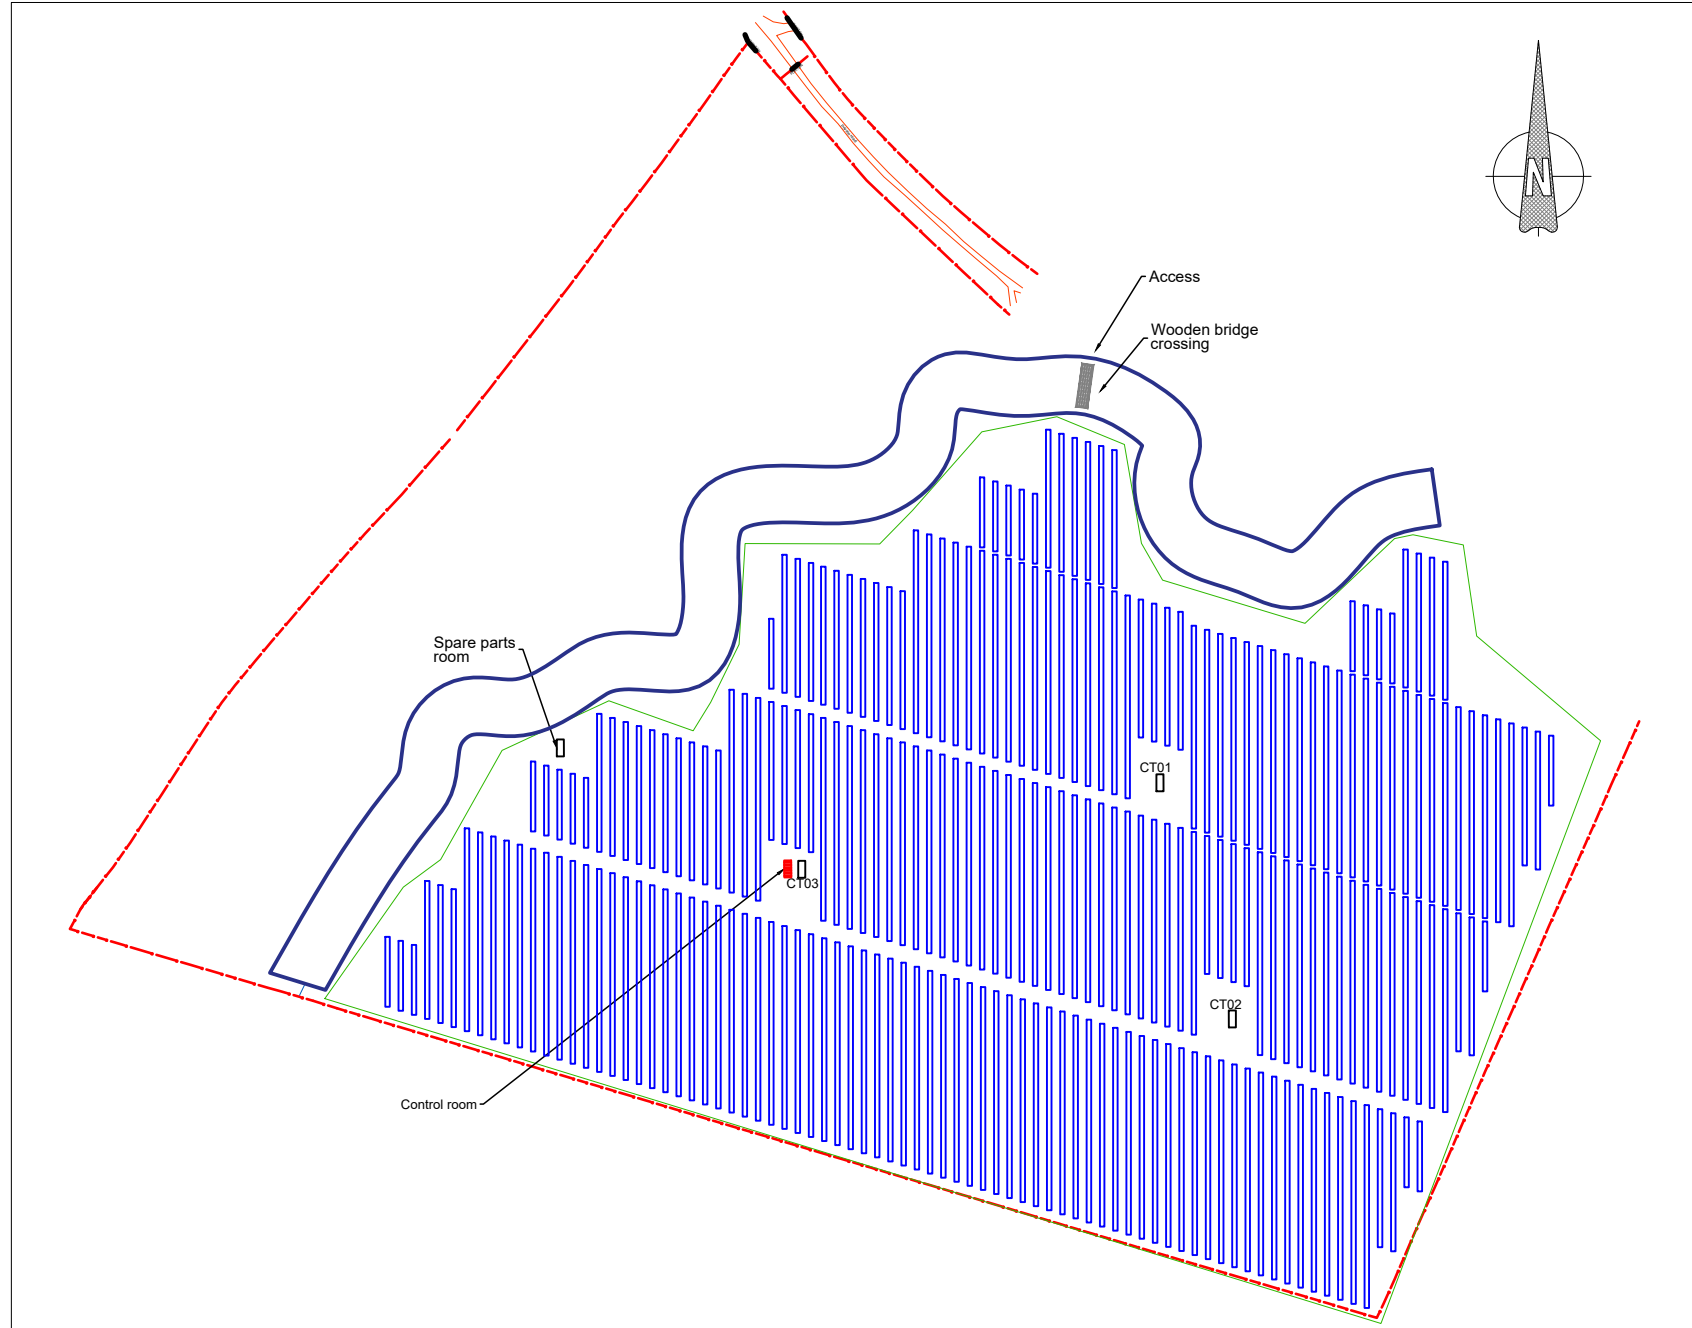 N
Access
Wooden bridge
crossing
Spare parts
room
CT01
CT03
CT02
Control room